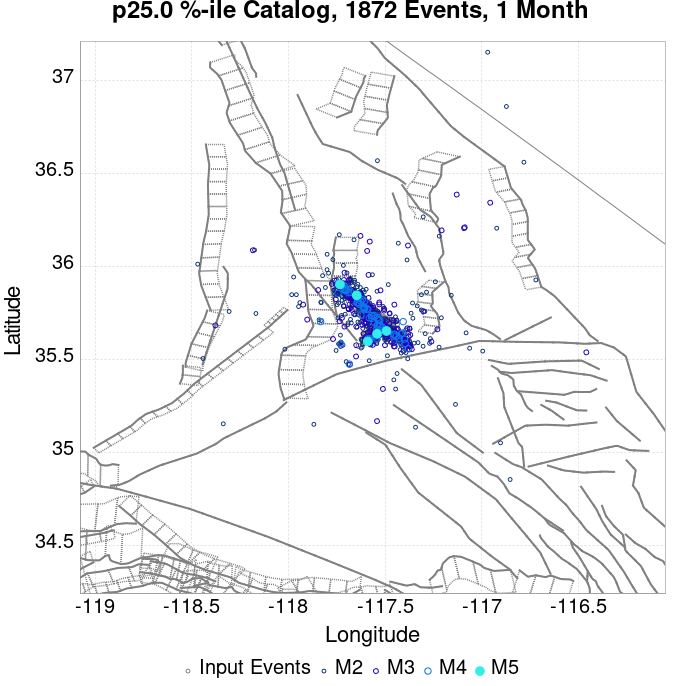 p25.0 %-ile Catalog, 1872 Events, 1 Month
37
36.5
36
35.5
35
34.5
Latitude
-119
-118.5
-118
-117.5
-117
-116.5
Longitude
Input Events
M2
M3
M4
M5